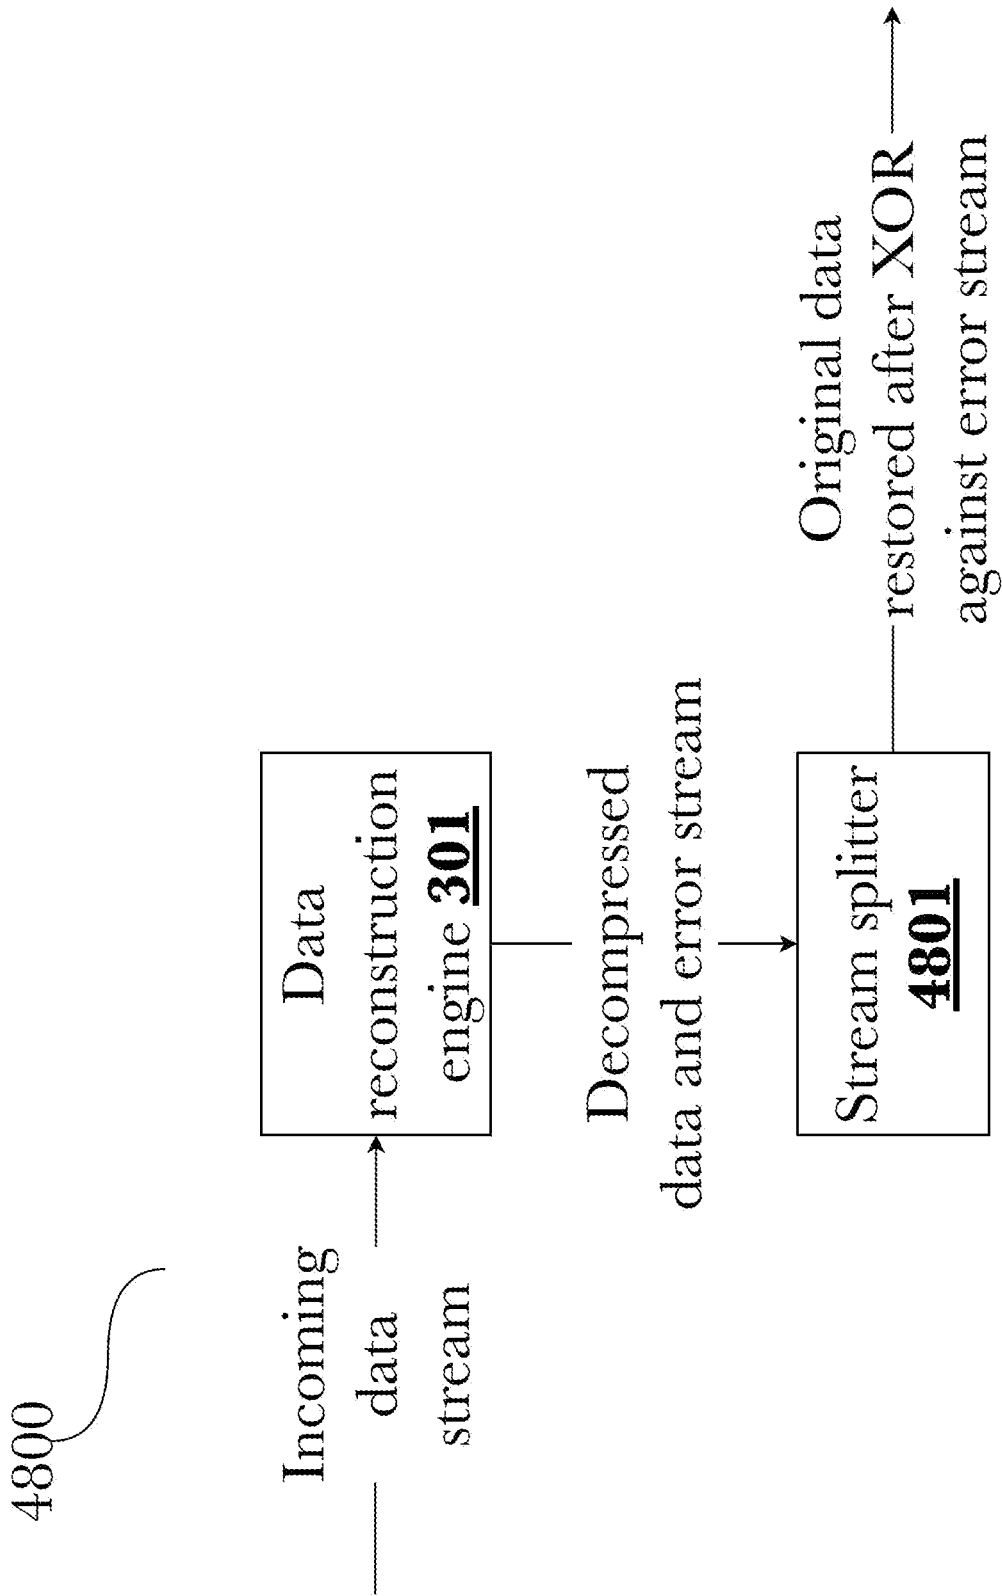 4800
Incoming
data
stream
Data
reconstruction
engine 301
Decompressed
data and error stream
Stream splitter
4801
Original data
restored after XOR
against error stream